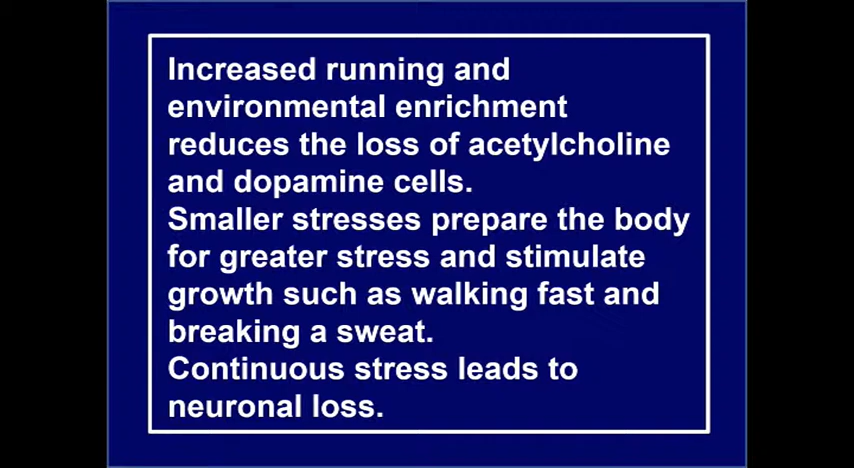 Increased running and
environmental enrichment
reduces the loss of acetylcholine
and dopamine cells.
Smaller stresses prepare the body
for greater stress and stimulate
growth such as walking fast and
breaking a sweat.
Continuous stress leads to
neuronal loss.